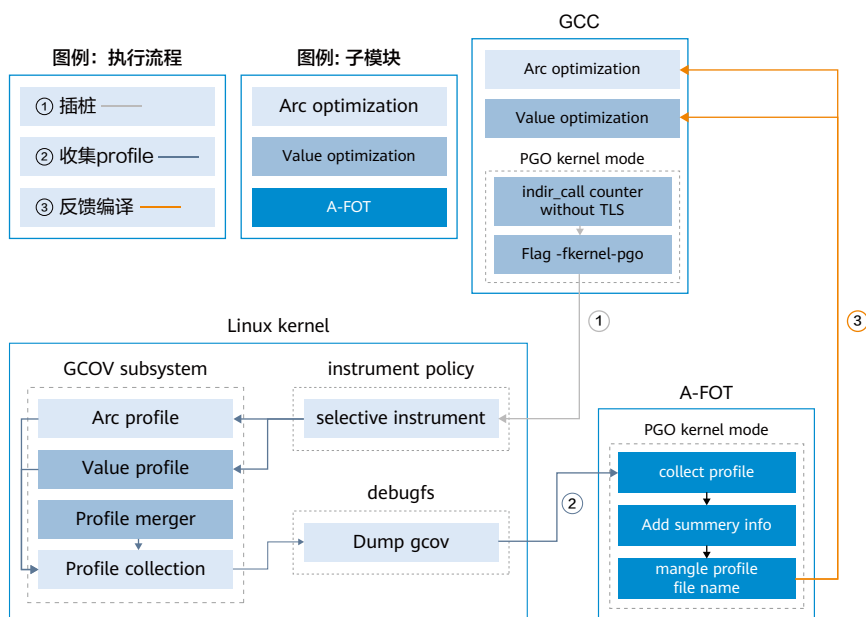 图例：执行流程
① 插桩
② 收集profile
③ 反馈编译
图例: 子模块
Arc optimization
Value optimization
A-FOT
GCC
Arc optimization
Value optimization
PGO kernel mode
indir_call counter
without TLS
Flag -fkernel-pgo
①
③
Linux kernel
GCOV subsystem
Arc profile
Value profile
Profile merger
Profile collection
instrument policy
selective instrument
debugfs
Dump gcov
②
A-FOT
PGO kernel mode
collect profile
Add summery info
mangle profile
file name